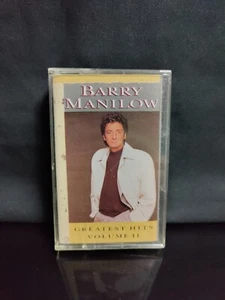 BARRY
MANILOW
GREATEST HITS
VOLUME II